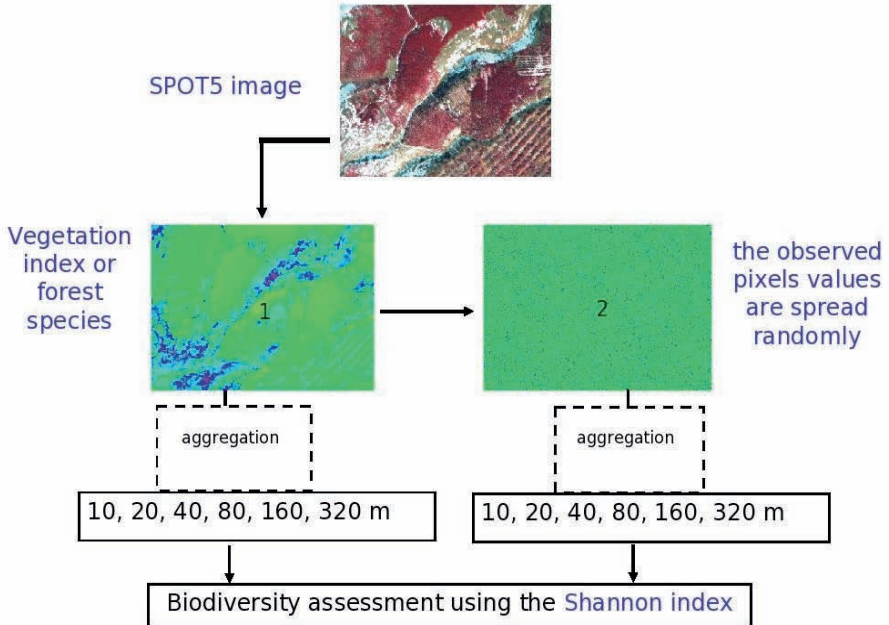 SPOT5 image
Vegetation
index or
forest
species
1
2
the observed
pixels values
are spread
randomly
aggregation
aggregation
10, 20, 40, 80, 160, 320 m
10, 20, 40, 80, 160, 320 m
Biodiversity assessment using the Shannon index